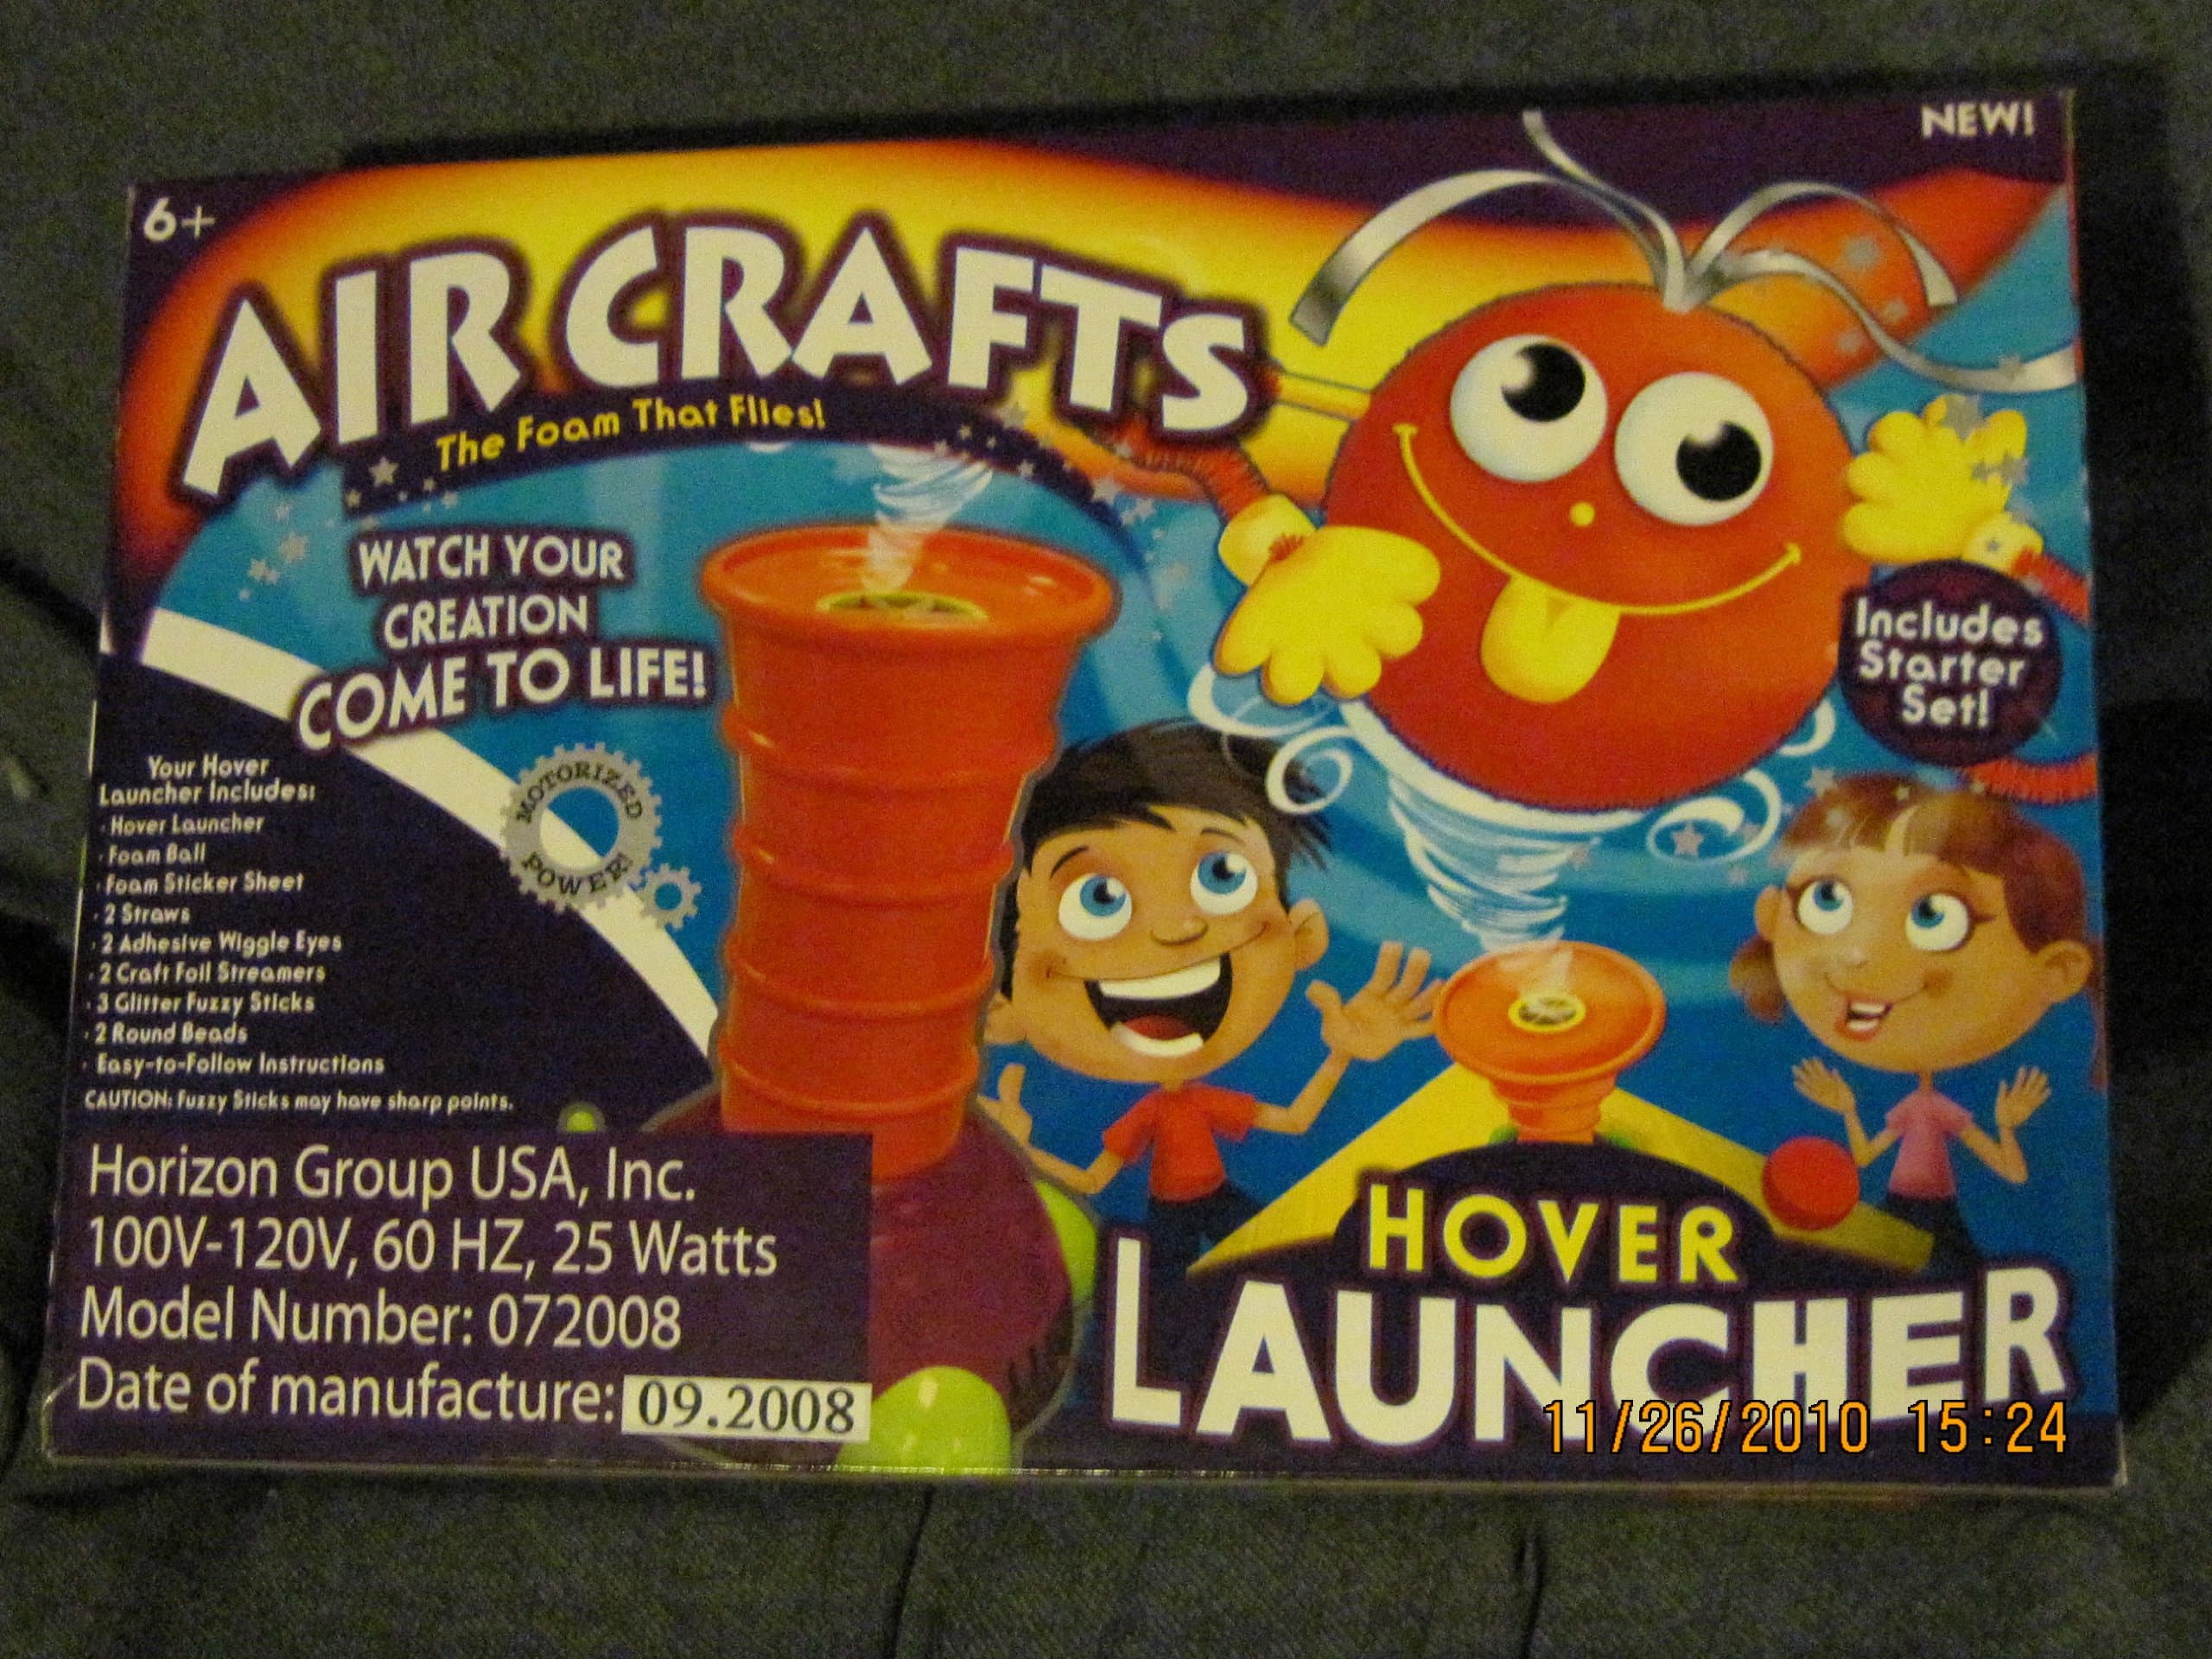 NEW!
6+
AIR CRAFTS
The Foam That Flies!
WATCH YOUR
CREATION
COME TO LIFE!
Includes
Starter
Set!
MOTORIZED
POWER!
Your Hover
Launcher Includes:
· Hover Launcher
· Foam Ball
· Foam Sticker Sheet
· 2 Straws
· 2 Adhesive Wiggle Eyes
· 2 Craft Foil Streamers
· 3 Glitter Fuzzy Sticks
· 2 Round Beads
· Easy-to-Follow Instructions
CAUTION: Fuzzy Sticks may have sharp points.
Horizon Group USA, Inc.
100V-120V, 60 HZ, 25 Watts
Model Number: 072008
Date of manufacture: 09.2008
HOVER
LAUNCHER
11/26/2010 15:24